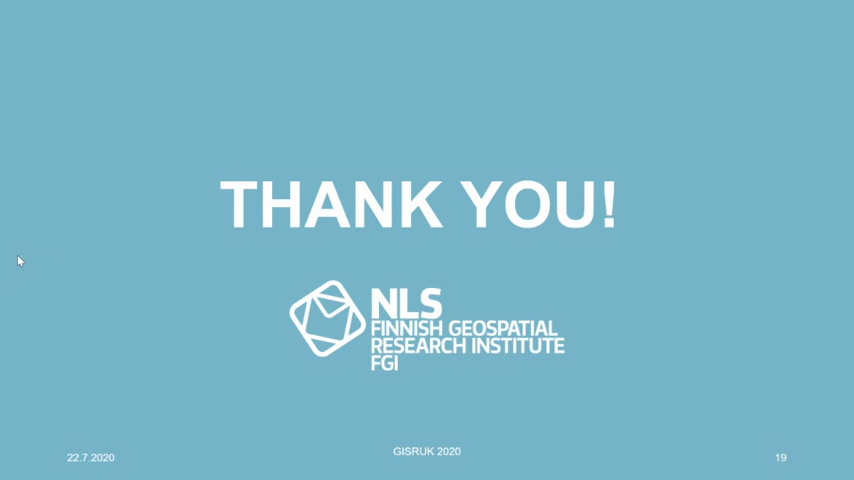 THANK YOU!
NLS
FINNISH GEOSPATIAL
RESEARCH INSTITUTE
FGI
22.7.2020
GISRUK 2020
19